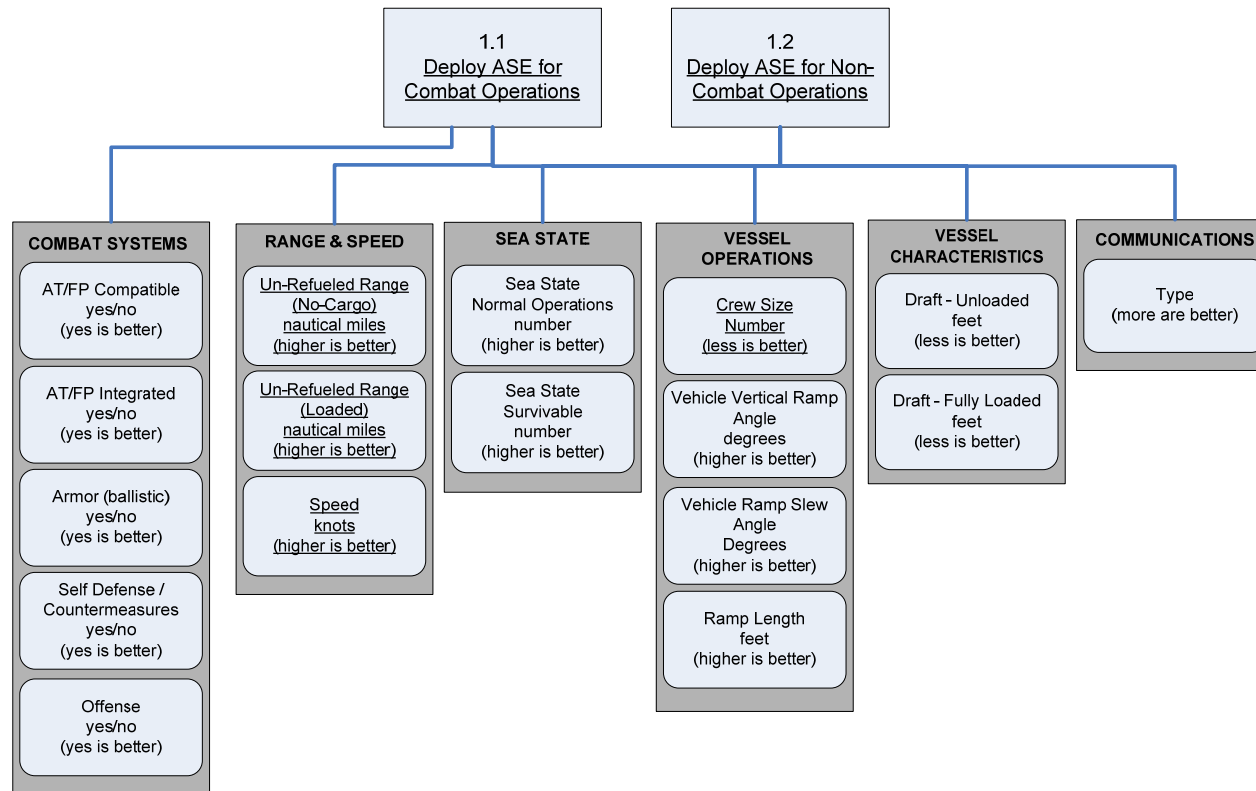 1.1
Deploy ASE for
Combat Operations
1.2
Deploy ASE for Non-
Combat Operations
COMBAT SYSTEMS
AT/FP Compatible
yes/no
(yes is better)
AT/FP Integrated
yes/no
(yes is better)
Armor (ballistic)
yes/no
(yes is better)
Self Defense /
Countermeasures
yes/no
(yes is better)
Offense
yes/no
(yes is better)
RANGE & SPEED
Un-Refueled Range
(No-Cargo)
nautical miles
(higher is better)
Un-Refueled Range
(Loaded)
nautical miles
(higher is better)
Speed
knots
(higher is better)
SEA STATE
Sea State
Normal Operations
number
(higher is better)
Sea State
Survivable
number
(higher is better)
VESSEL
OPERATIONS
Crew Size
Number
(less is better)
Vehicle Vertical Ramp
Angle
degrees
(higher is better)
Vehicle Ramp Slew
Angle
Degrees
(higher is better)
Ramp Length
feet
(higher is better)
VESSEL
CHARACTERISTICS
Draft - Unloaded
feet
(less is better)
Draft - Fully Loaded
feet
(less is better)
COMMUNICATIONS
Type
(more are better)